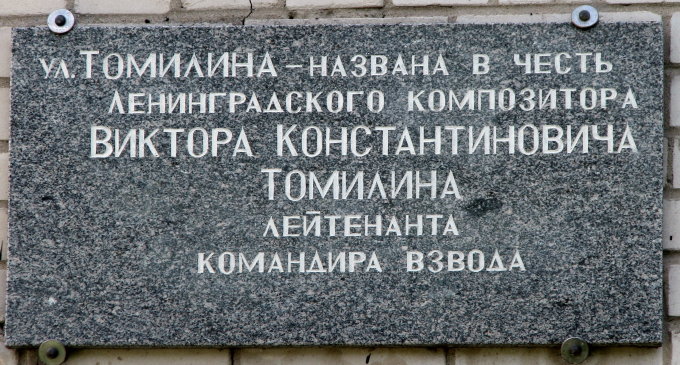 ул. Томилина – названа в честь
ленинградского композитора
Виктора Константиновича
Томилина
лейтенанта
командира взвода